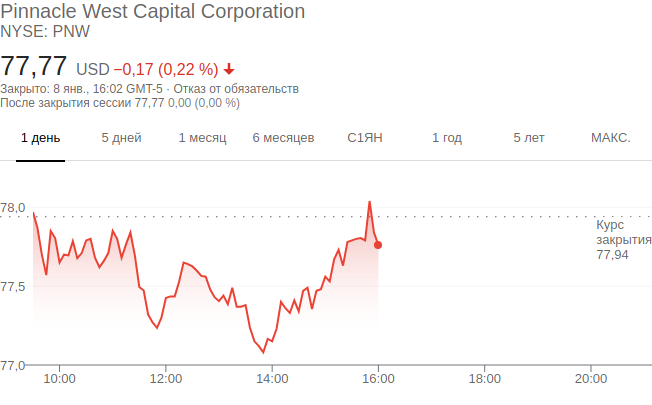 Pinnacle West Capital Corporation
NYSE: PNW
77,77 USD −0,17 (0,22 %)
Закрыто: 8 янв., 16:02 GMT-5 · Отказ от обязательств
После закрытия сессии 77,77 0,00 (0,00 %)
1 день 5 дней 1 месяц 6 месяцев С1ЯН 1 год 5 лет МАКС.
78,0
Курс
закрытия
77,94
77,5
77,0
10:00 12:00 14:00 16:00 18:00 20:00